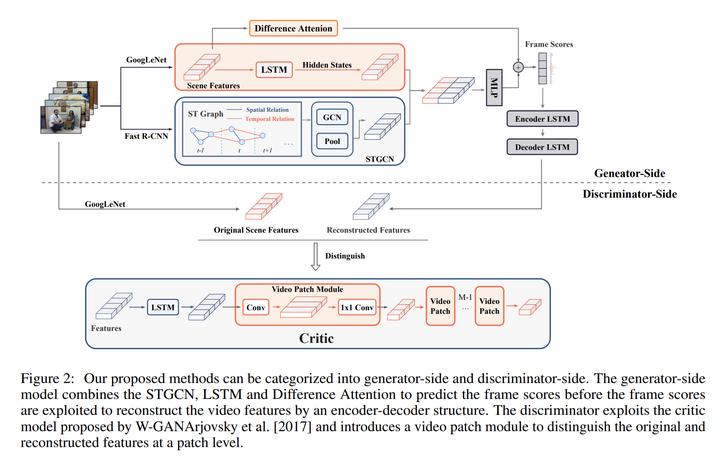 Difference Attenion
GoogLeNet
Scene Features
LSTM
Hidden States
Frame Scores
MLP
Fast R-CNN
ST Graph
Spatial Relation
Temporal Relation
t-1
t
t+1
...
GCN
Pool
STGCN
Encoder LSTM
Decoder LSTM
Geneator-Side
Discriminator-Side
GoogLeNet
Original Scene Features
Reconstructed Features
Distinguish
Features
LSTM
Video Patch Module
Conv
1x1 Conv
Video
Patch
M-1
...
Video
Patch
Critic
Figure 2: Our proposed methods can be categorized into generator-side and discriminator-side. The generator-side
model combines the STGCN, LSTM and Difference Attention to predict the frame scores before the frame scores
are exploited to reconstruct the video features by an encoder-decoder structure. The discriminator exploits the critic
model proposed by W-GANArjovsky et al. [2017] and introduces a video patch module to distinguish the original and
reconstructed features at a patch level.